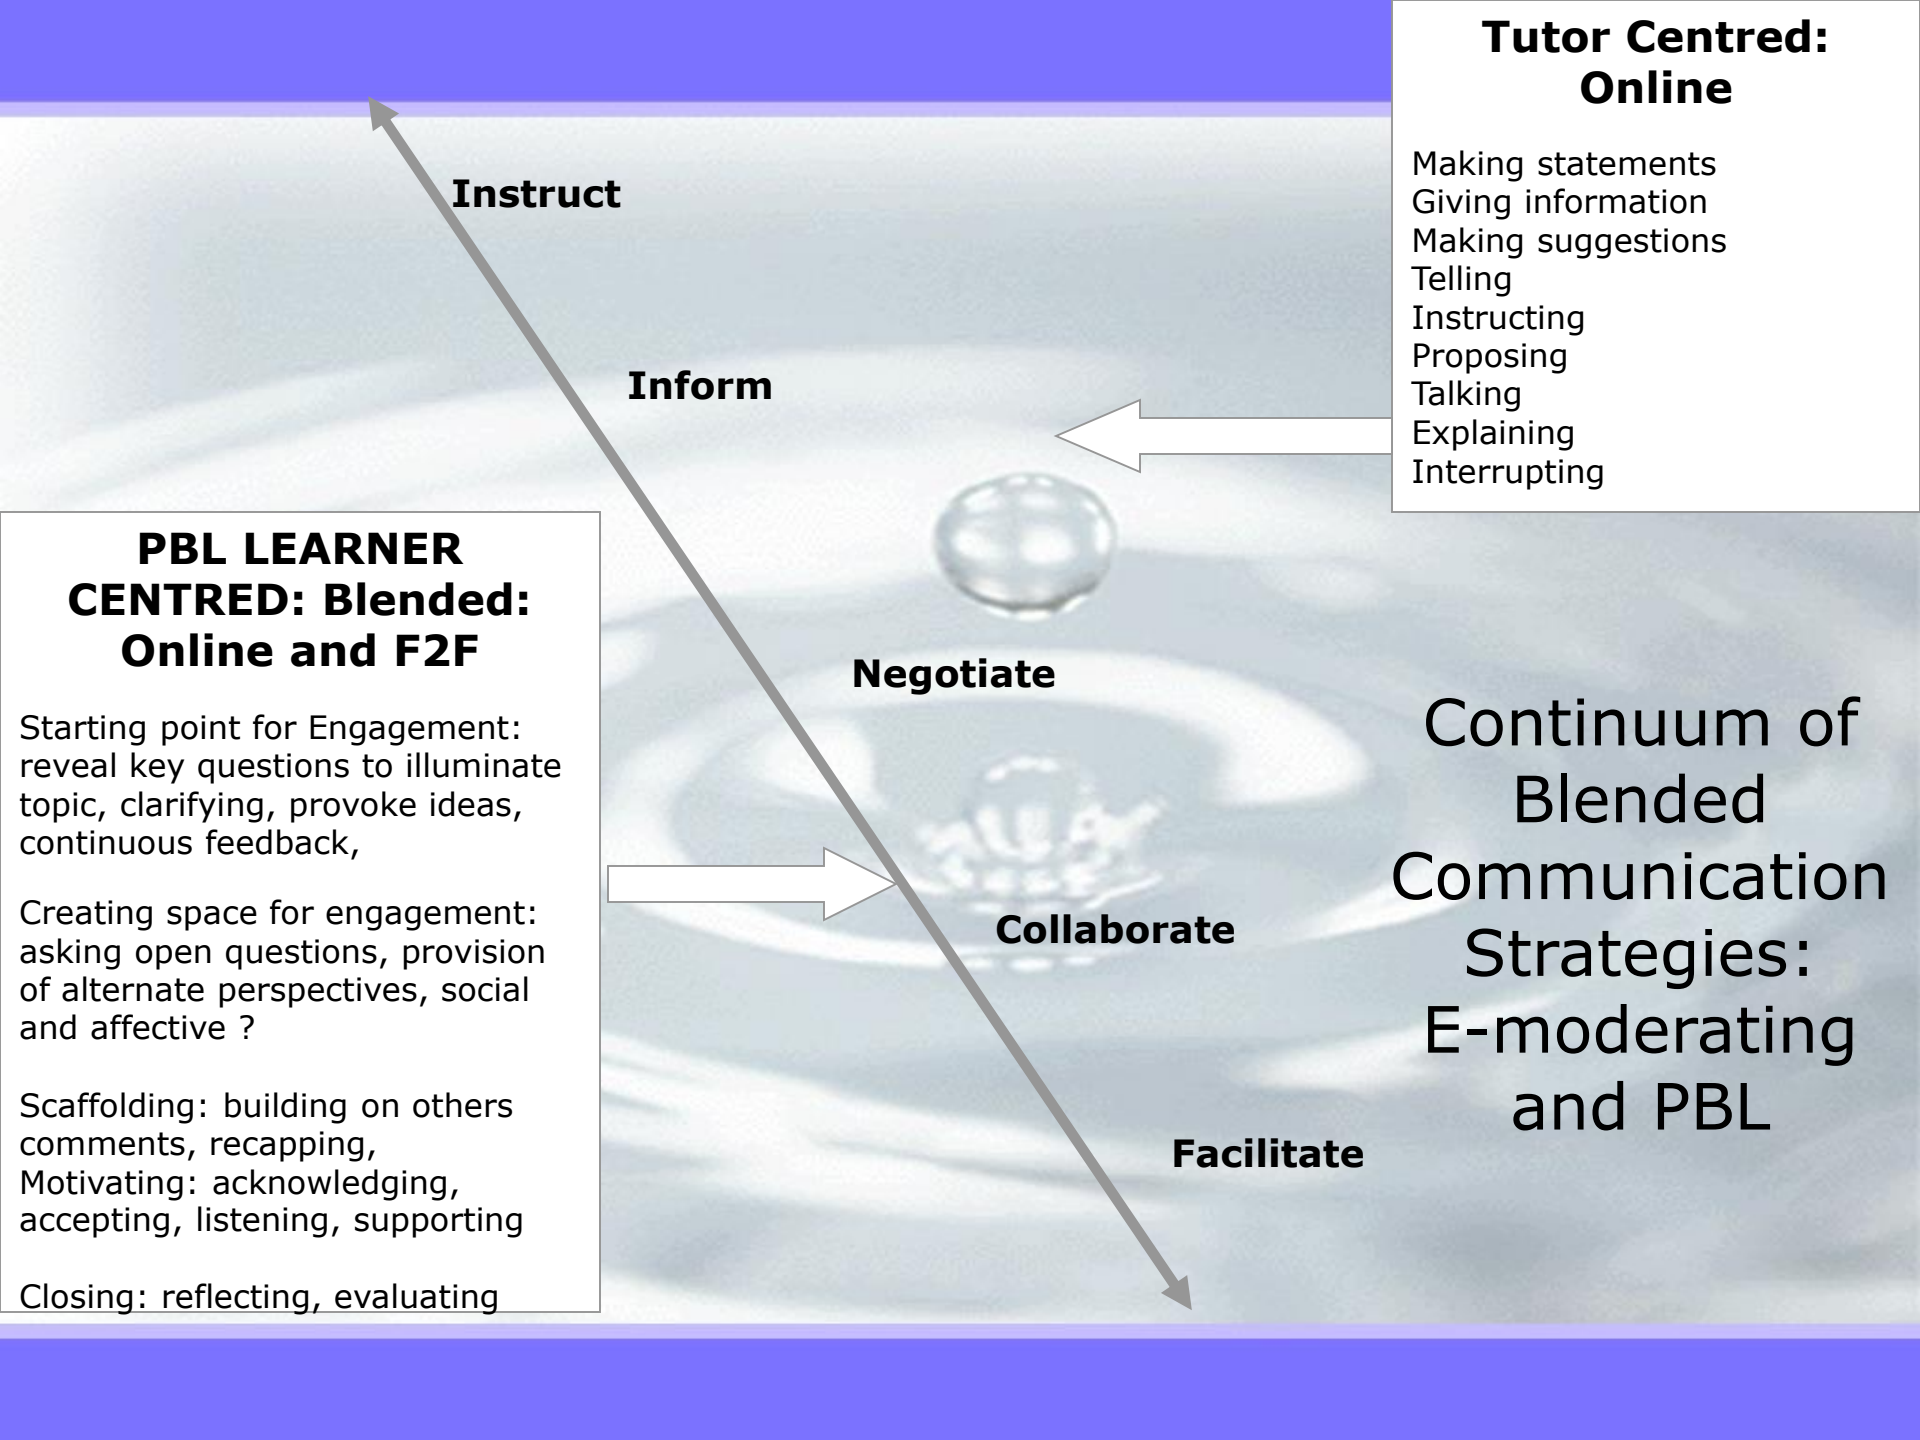 Tutor Centred:
Online
Making statements
Giving information
Making suggestions
Telling
Instructing
Proposing
Talking
Explaining
Interrupting
Instruct
Inform
Negotiate
Collaborate
Facilitate
PBL LEARNER
CENTRED: Blended:
Online and F2F
Starting point for Engagement:
reveal key questions to illuminate
topic, clarifying, provoke ideas,
continuous feedback,
Creating space for engagement:
asking open questions, provision
of alternate perspectives, social
and affective ?
Scaffolding: building on others
comments, recapping,
Motivating: acknowledging,
accepting, listening, supporting
Closing: reflecting, evaluating
Continuum of
Blended
Communication
Strategies:
E-moderating
and PBL